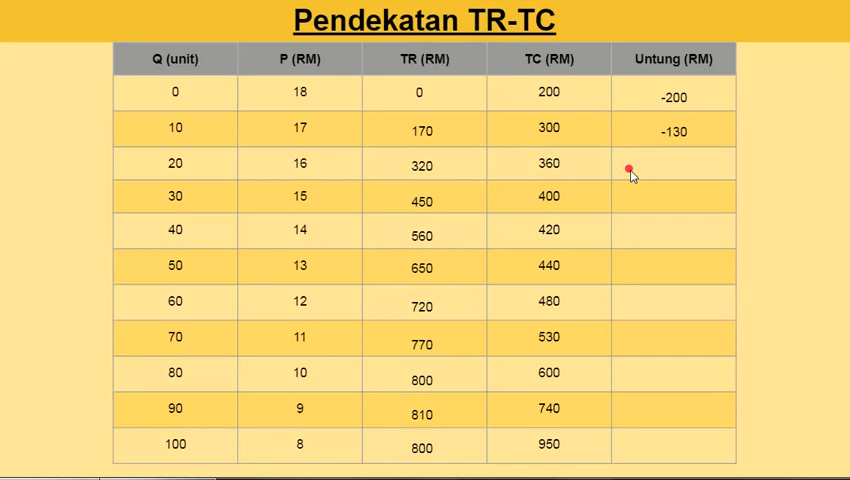 Pendekatan TR-TC
Q (unit) P (RM) TR (RM) TC (RM) Untung (RM)
0 18 0 200 -200
10 17 170 300 -130
20 16 320 360
30 15 450 400
40 14 560 420
50 13 650 440
60 12 720 480
70 11 770 530
80 10 800 600
90 9 810 740
100 8 800 950